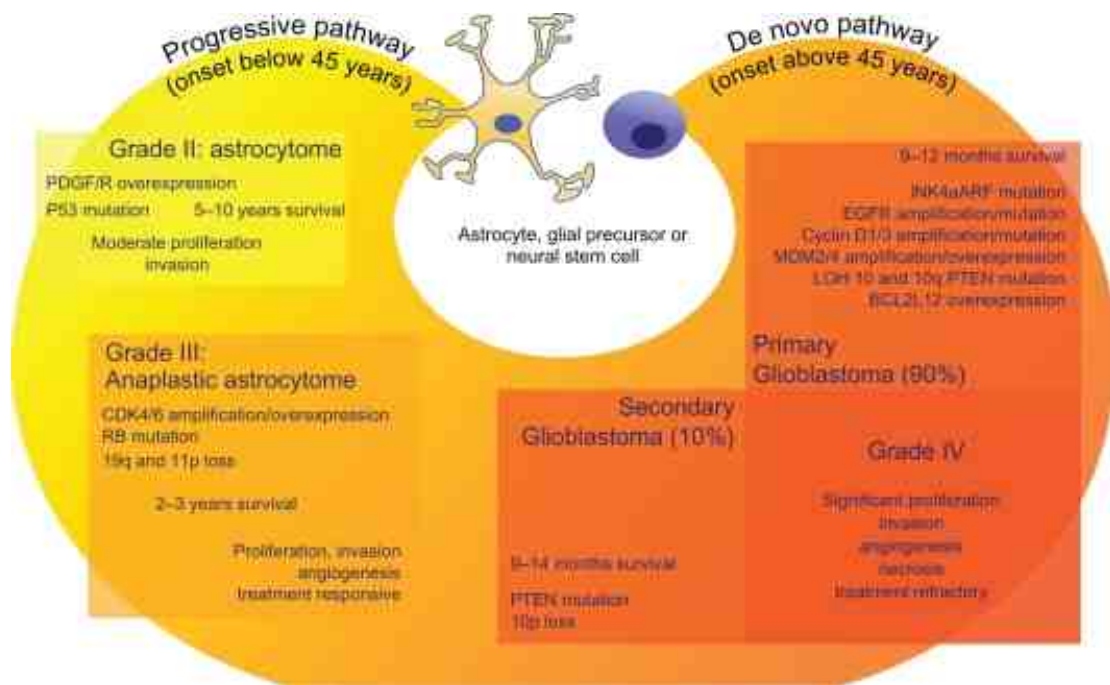 Progressive pathway
(onset below 45 years)
De novo pathway
(onset above 45 years)
Astrocyte, glial precursor or
neural stem cell
Grade II: astrocytome
PDGF/R overexpression
P53 mutation 5–10 years survival
Moderate proliferation
invasion
Grade III:
Anaplastic astrocytome
CDK4/6 amplification/overexpression
RB mutation
19q and 11p loss
2–3 years survival
Proliferation, invasion
angiogenesis
treatment responsive
Secondary
Glioblastoma (10%)
9–14 months survival
PTEN mutation
10p loss
9–12 months survival
INK4aARF mutation
EGFR amplification/mutation
Cyclin D1/3 amplification/mutation
MDM2/4 amplification/overexpression
LOH 10 and 10q PTEN mutation
BCL2L12 overexpression
Primary
Glioblastoma (90%)
Grade IV
Significant proliferation
invasion
angiogenesis
necrosis
treatment refractory